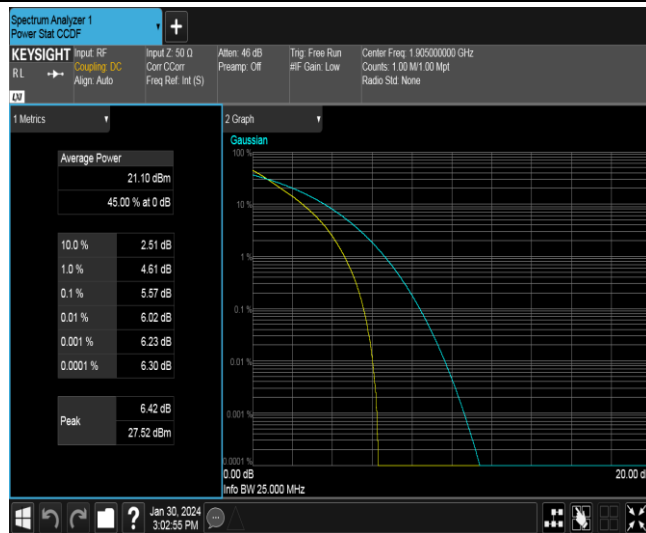 Spectrum Analyzer 1
Power Stat CCDF
KEYSIGHT
RL
Input: RF
Coupling: DC
Align: Auto
Input Z: 50 Ω
Corr CCorr
Freq Ref: Int (S)
Atten: 46 dB
Preamp: Off
Trig: Free Run
#IF Gain: Low
Center Freq: 1.905000000 GHz
Counts: 1.00 M/1.00 Mpt
Radio Std: None
1 Metrics
Average Power
21.10 dBm
45.00 % at 0 dB
10.0 % 2.51 dB
1.0 % 4.61 dB
0.1 % 5.57 dB
0.01 % 6.02 dB
0.001 % 6.23 dB
0.0001 % 6.30 dB
Peak
6.42 dB
27.52 dBm
2 Graph
Gaussian
100 %
10 %
1 %
0.1 %
0.01 %
0.001 %
0.0001 %
0.00 dB
20.00 d
Info BW 25.000 MHz
Jan 30, 2024
3:02:55 PM